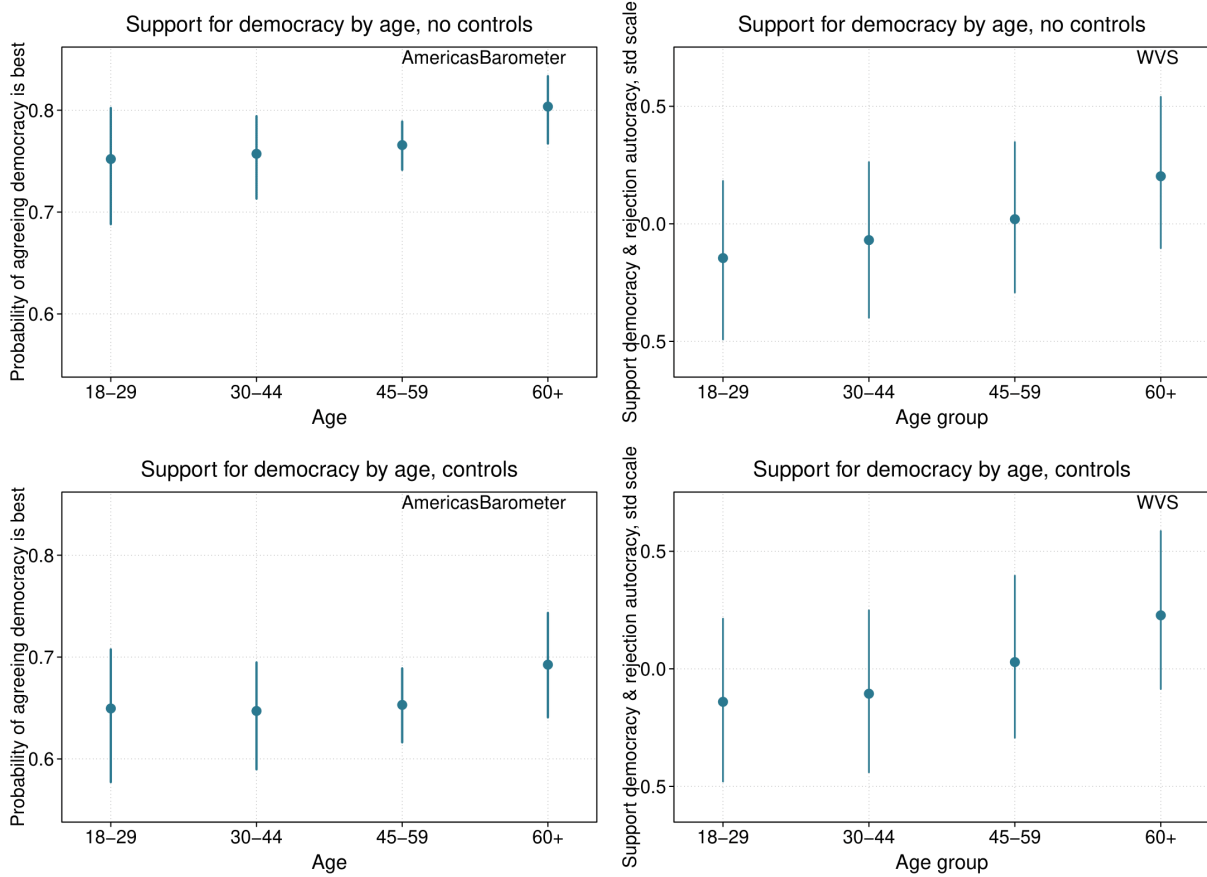 Support for democracy by age, no controls
AmericasBarometer
Probability of agreeing democracy is best
0.8
0.7
0.6
18–29
30–44
45–59
60+
Age
Support for democracy by age, no controls
WVS
Support democracy & rejection autocracy, std scale
0.5
0.0
0.5
18–29
30–44
45–59
60+
Age group
Support for democracy by age, controls
AmericasBarometer
Probability of agreeing democracy is best
0.8
0.7
0.6
18–29
30–44
45–59
60+
Age
Support for democracy by age, controls
WVS
Support democracy & rejection autocracy, std scale
0.5
0.0
0.5
18–29
30–44
45–59
60+
Age group